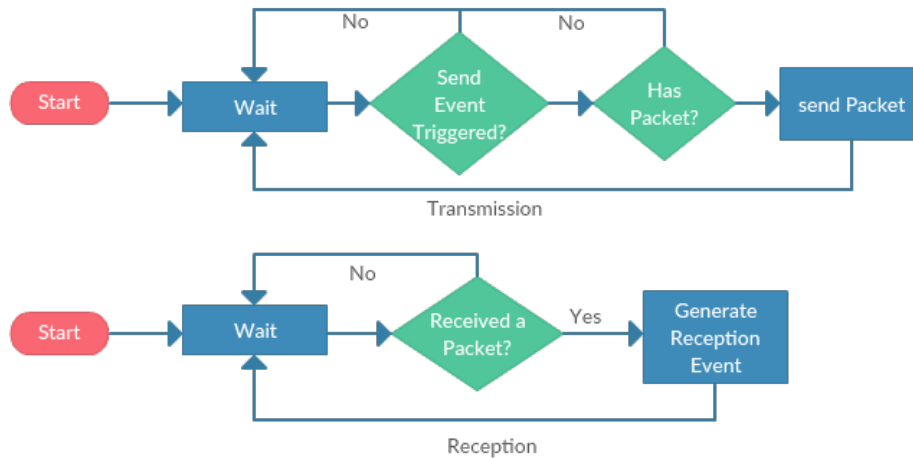 No
No
Start
Wait
Send
Event
Triggered?
Has
Packet?
send Packet
Transmission
No
Start
Wait
Received a
Packet?
Yes
Generate
Reception
Event
Reception